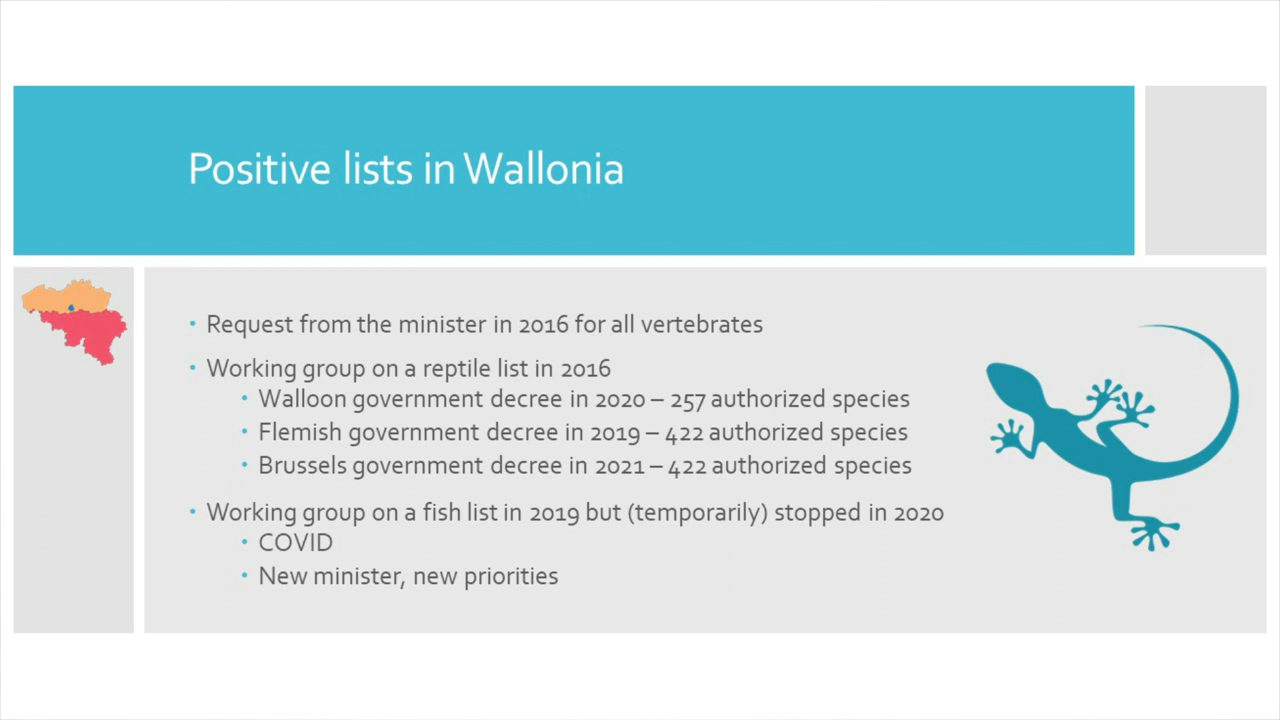 Positive lists in Wallonia
• Request from the minister in 2016 for all vertebrates
• Working group on a reptile list in 2016
• Walloon government decree in 2020 – 257 authorized species
• Flemish government decree in 2019 – 422 authorized species
• Brussels government decree in 2021 – 422 authorized species
• Working group on a fish list in 2019 but (temporarily) stopped in 2020
• COVID
• New minister, new priorities